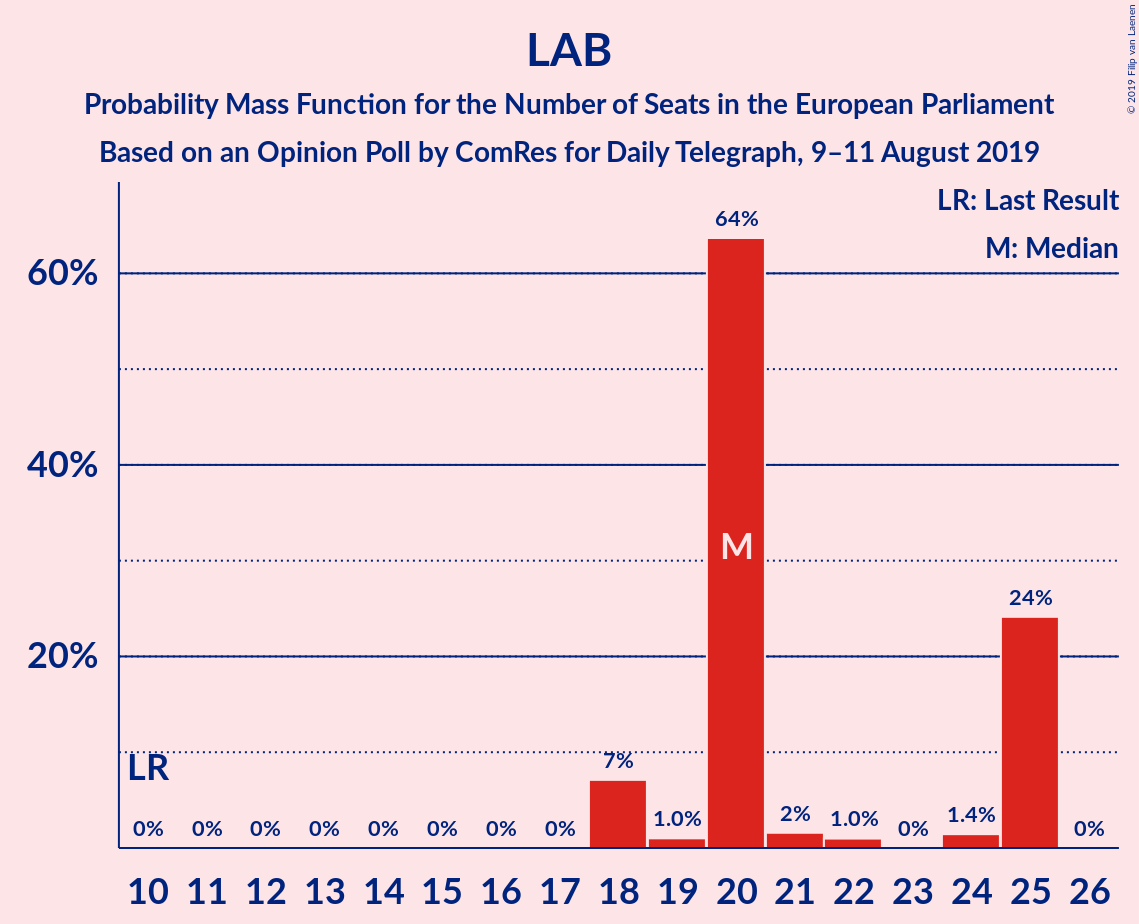 LAB
Probability Mass Function for the Number of Seats in the European Parliament
Based on an Opinion Poll by ComRes for Daily Telegraph, 9–11 August 2019
© 2019 Filip van Laenen
LR: Last Result
M: Median
60%
40%
20%
LR
M
0% 0% 0% 0% 0% 0% 0% 0% 7% 1.0% 64% 2% 1.0% 0% 1.4% 24% 0%
10 11 12 13 14 15 16 17 18 19 20 21 22 23 24 25 26